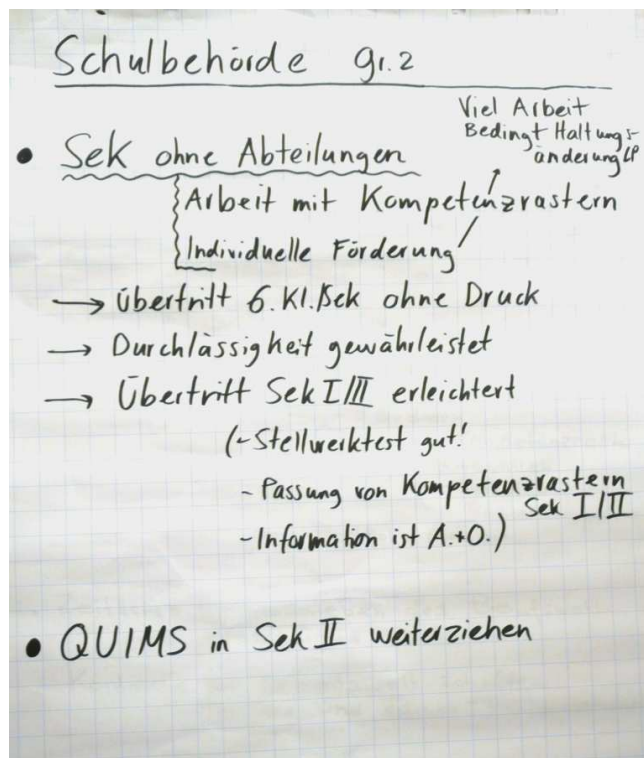 Schulbehörde gr. 2
Viel Arbeit
Bedingt Haltungs-
änderung LP
• Sek ohne Abteilungen
Arbeit mit Kompetenzrastern
Individuelle Förderung
→ Übertritt 6. Kl./Sek ohne Druck
→ Durchlässigkeit gewährleistet
→ Übertritt Sek I/II erleichtert
(- Stellwerktest gut!
- Passung von Kompetenzrastern
Sek I/II
- Information ist A.+O.)
• QUIMS in Sek II weiterziehen